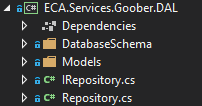 C# ECA.Services.Goober.DAL
Dependencies
DatabaseSchema
Models
C# IRepository.cs
C# Repository.cs